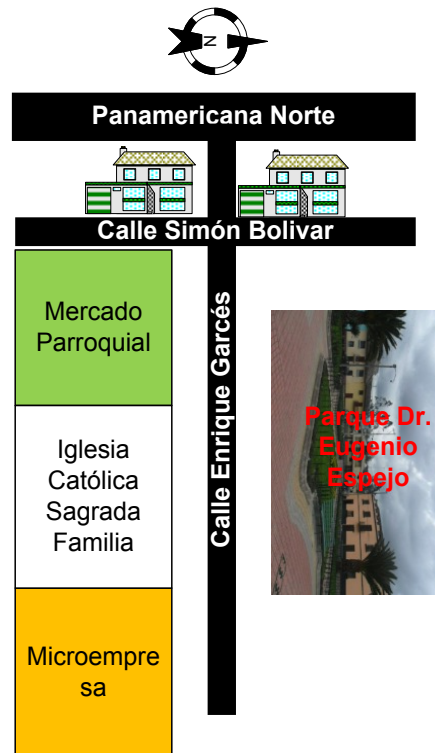 N
Panamericana Norte
Calle Simón Bolivar
Mercado
Parroquial
Calle Enrique Garcés
Parque Dr.
Eugenio
Espejo
Iglesia
Católica
Sagrada
Familia
Microempre
sa